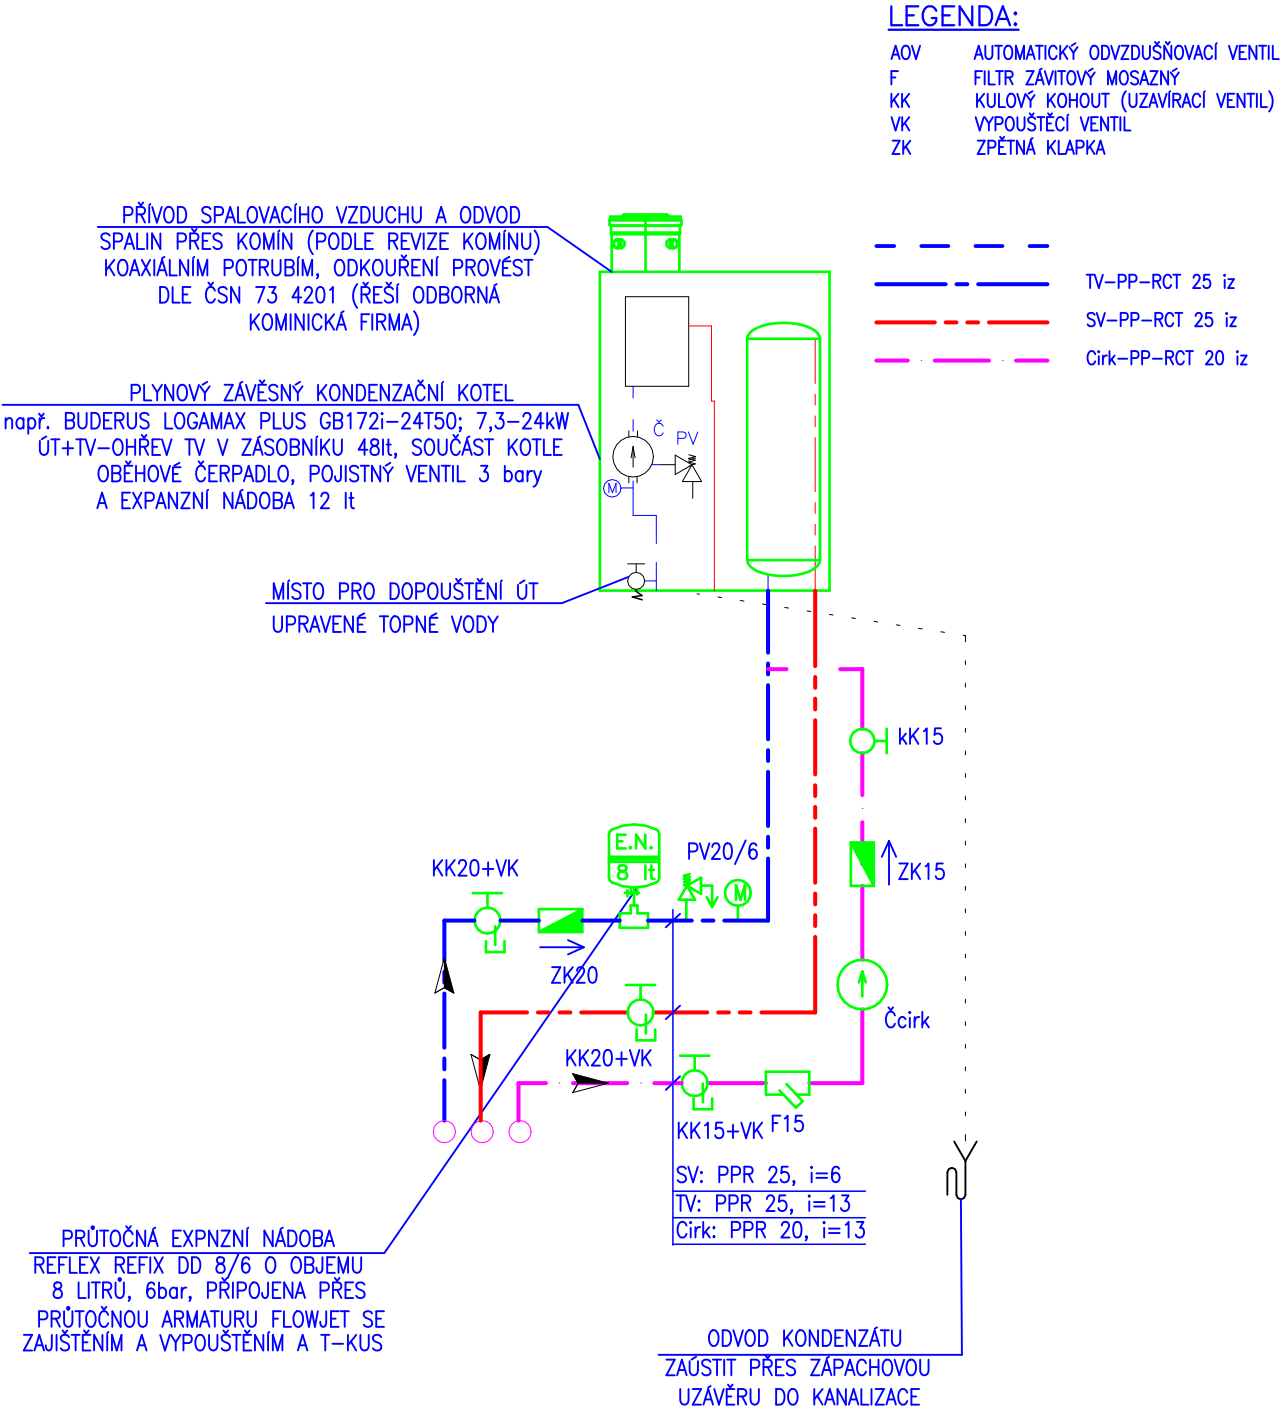 LEGENDA:
AOV AUTOMATICKÝ ODVZDUŠŇOVACÍ VENTIL
F FILTR ZÁVITOVÝ MOSAZNÝ
KK KULOVÝ KOHOUT (UZAVÍRACÍ VENTIL)
VK VYPOUŠTĚCÍ VENTIL
ZK ZPĚTNÁ KLAPKA
PŘÍVOD SPALOVACÍHO VZDUCHU A ODVOD
SPALIN PŘES KOMÍN (PODLE REVIZE KOMÍNU)
KOAXIÁLNÍM POTRUBÍM, ODKOUŘENÍ PROVÉST
DLE ČSN 73 4201 (ŘEŠÍ ODBORNÁ
KOMINICKÁ FIRMA)
TV-PP-RCT 25 iz
SV-PP-RCT 25 iz
Cirk-PP-RCT 20 iz
PLYNOVÝ ZÁVĚSNÝ KONDENZAČNÍ KOTEL
např. BUDERUS LOGAMAX PLUS GB172i-24T50; 7,3-24kW
ÚT+TV-OHŘEV TV V ZÁSOBNÍKU 48lt, SOUČÁST KOTLE
OBĚHOVÉ ČERPADLO, POJISTNÝ VENTIL 3 bary
A EXPANZNÍ NÁDOBA 12 lt
Č
PV
M
MÍSTO PRO DOPOUŠTĚNÍ ÚT
UPRAVENÉ TOPNÉ VODY
kK15
E.N.
8 lt
KK20+VK
PV20/6
M
ZK15
ZK20
Čcirk
KK20+VK
KK15+VK
F15
SV: PPR 25, i=6
TV: PPR 25, i=13
Cirk: PPR 20, i=13
PRŮTOČNÁ EXPNZNÍ NÁDOBA
REFLEX REFIX DD 8/6 O OBJEMU
8 LITRŮ, 6bar, PŘIPOJENA PŘES
PRŮTOČNOU ARMATURU FLOWJET SE
ZAJIŠTĚNÍM A VYPOUŠTĚNÍM A T-KUS
ODVOD KONDENZÁTU
ZAÚSTIT PŘES ZÁPACHOVOU
UZÁVĚRU DO KANALIZACE